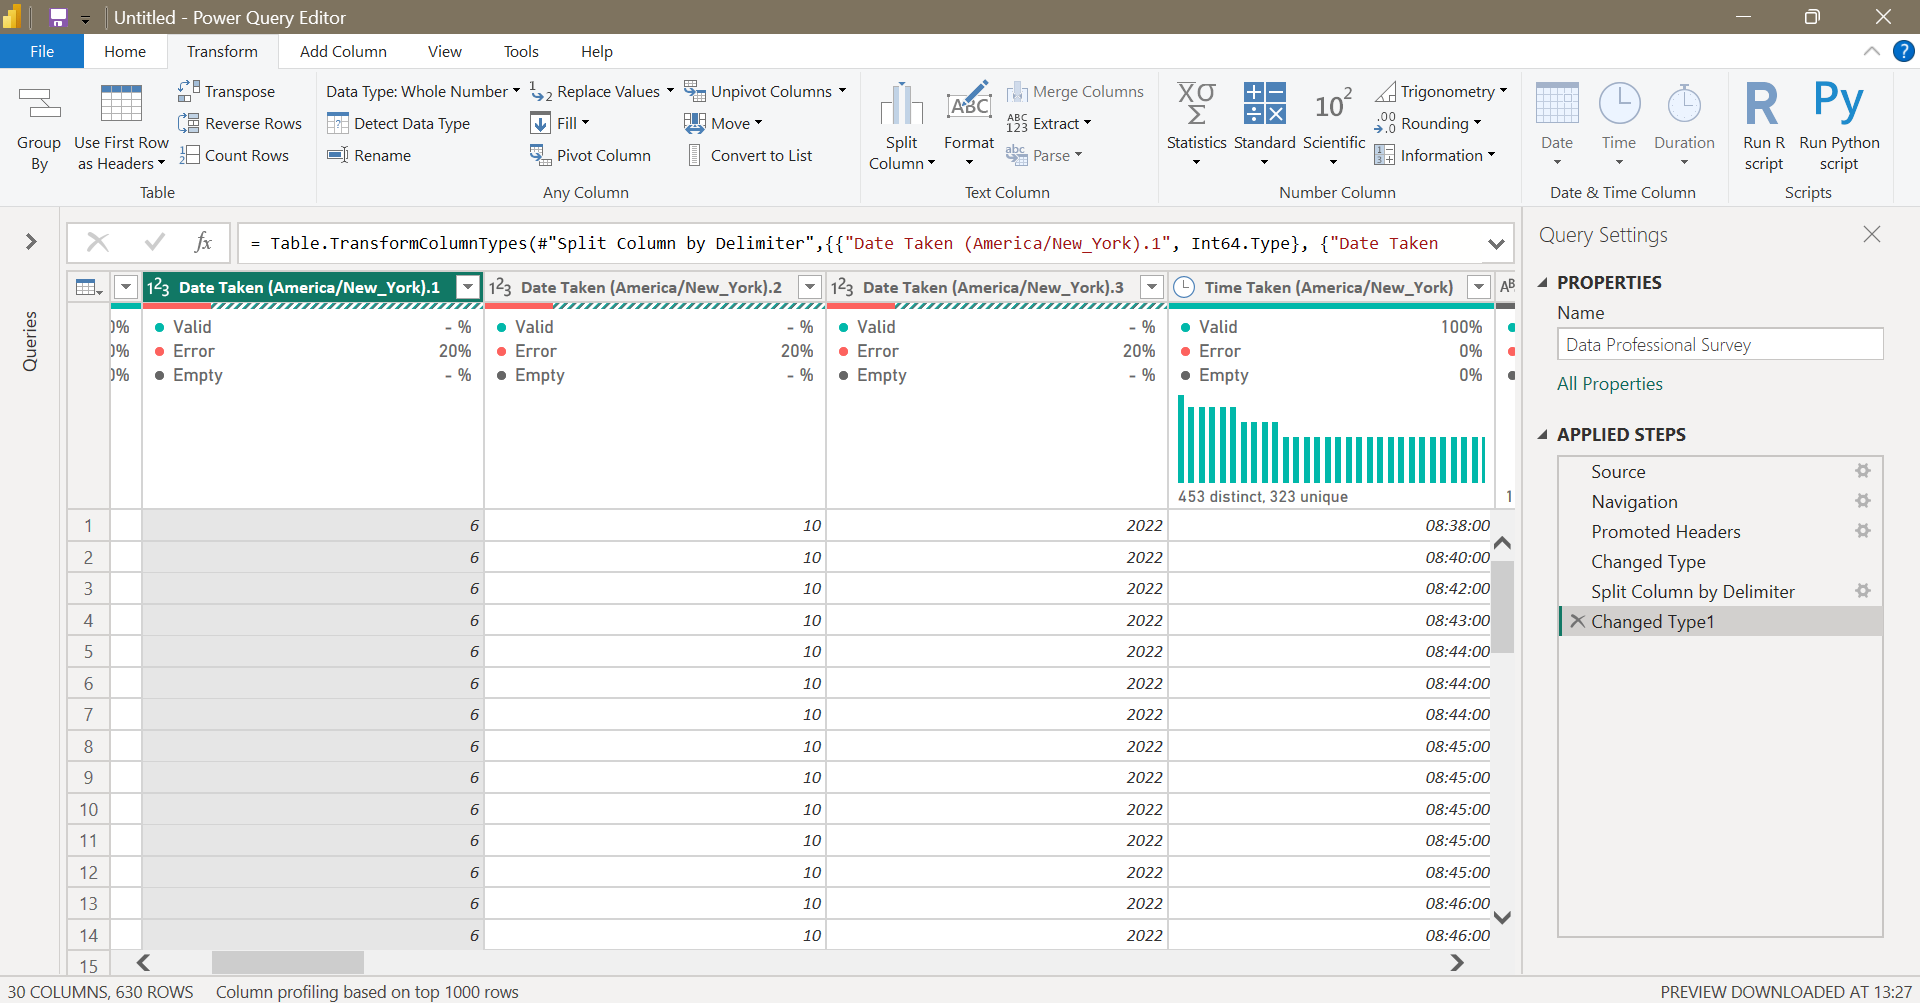 Untitled - Power Query Editor
File Home Transform Add Column View Tools Help
Group By
Use First Row as Headers
Transpose
Reverse Rows
Count Rows
Table
Data Type: Whole Number
Detect Data Type
Rename
Replace Values
Fill
Pivot Column
Unpivot Columns
Move
Convert to List
Any Column
Split Column
Format
Merge Columns
Extract
Parse
Text Column
Statistics
Standard
Scientific
Trigonometry
Rounding
Information
Number Column
Date
Time
Duration
Date & Time Column
Run R script
Run Python script
Scripts
Queries
fx = Table.TransformColumnTypes(#"Split Column by Delimiter",{{"Date Taken (America/New_York).1", Int64.Type}, {"Date Taken
Date Taken (America/New_York).1 Date Taken (America/New_York).2 Date Taken (America/New_York).3 Time Taken (America/New_York)
Valid - % Valid - % Valid - % Valid 100%
Error 20% Error 20% Error 20% Error 0%
Empty - % Empty - % Empty - % Empty 0%
453 distinct, 323 unique
1 6 10 2022 08:38:00
2 6 10 2022 08:40:00
3 6 10 2022 08:42:00
4 6 10 2022 08:43:00
5 6 10 2022 08:44:00
6 6 10 2022 08:44:00
7 6 10 2022 08:44:00
8 6 10 2022 08:45:00
9 6 10 2022 08:45:00
10 6 10 2022 08:45:00
11 6 10 2022 08:45:00
12 6 10 2022 08:45:00
13 6 10 2022 08:46:00
14 6 10 2022 08:46:00
15
Query Settings
PROPERTIES
Name
Data Professional Survey
All Properties
APPLIED STEPS
Source
Navigation
Promoted Headers
Changed Type
Split Column by Delimiter
Changed Type1
30 COLUMNS, 630 ROWS Column profiling based on top 1000 rows PREVIEW DOWNLOADED AT 13:27